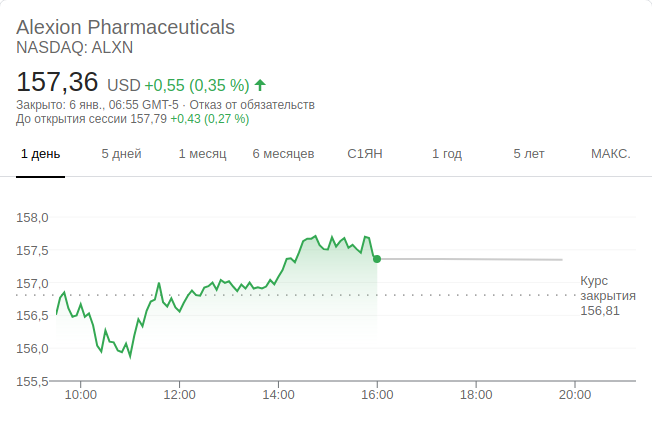 Alexion Pharmaceuticals
NASDAQ: ALXN
157,36 USD +0,55 (0,35 %)
Закрыто: 6 янв., 06:55 GMT-5 · Отказ от обязательств
До открытия сессии 157,79 +0,43 (0,27 %)
1 день 5 дней 1 месяц 6 месяцев С1ЯН 1 год 5 лет МАКС.
158,0
157,5
157,0
156,5
156,0
155,5
Курс
закрытия
156,81
10:00 12:00 14:00 16:00 18:00 20:00